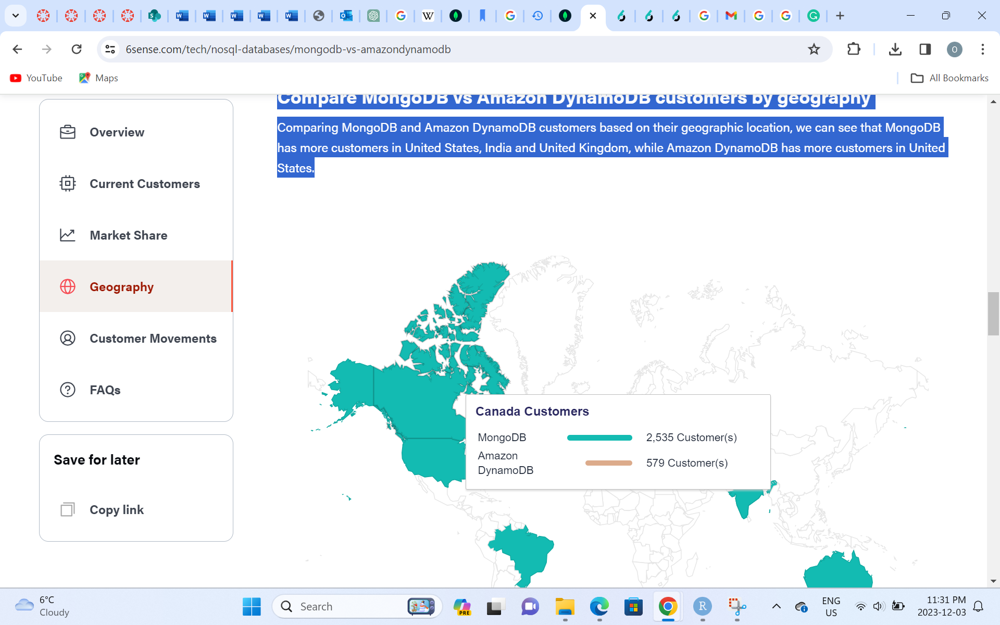 6sense.com/tech/nosql-databases/mongodb-vs-amazondynamodb
O
YouTube
Maps
All Bookmarks
Compare MongoDB vs Amazon DynamoDB customers by geography
Comparing MongoDB and Amazon DynamoDB customers based on their geographic location, we can see that MongoDB
has more customers in United States, India and United Kingdom, while Amazon DynamoDB has more customers in United
States.
Overview
Current Customers
Market Share
Geography
Customer Movements
FAQs
Save for later
Copy link
Canada Customers
MongoDB
2,535 Customer(s)
Amazon
DynamoDB
579 Customer(s)
6°C
Cloudy
Search
PRE
R
ENG
US
11:31 PM
2023-12-03